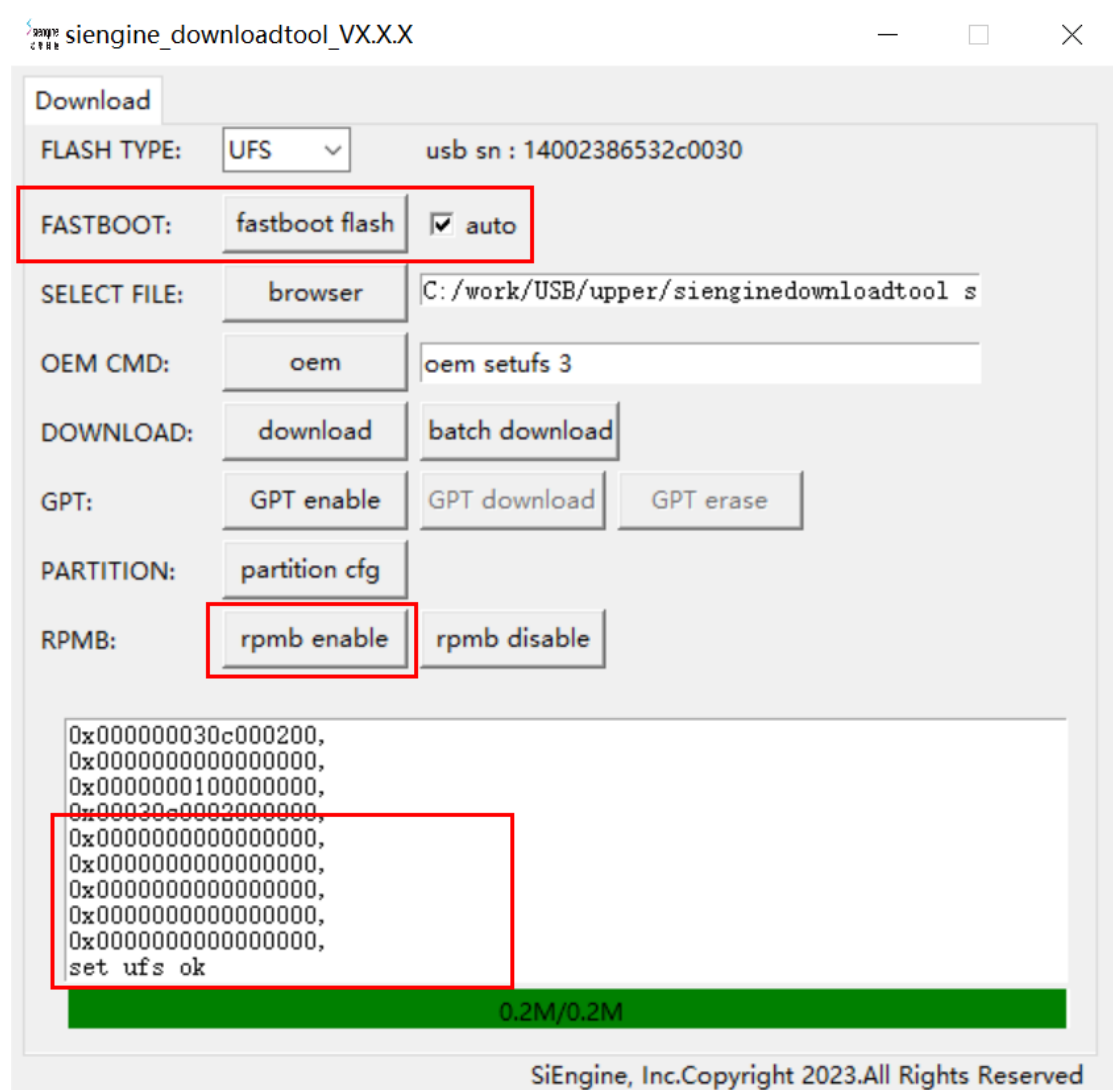 siengine_downloadtool_VX.X.X
Download
FLASH TYPE: UFS usb sn : 14002386532c0030
FASTBOOT: fastboot flash auto
SELECT FILE: browser C:/work/USB/upper/sienginedownloadtool s
OEM CMD: oem oem setufs 3
DOWNLOAD: download batch download
GPT: GPT enable GPT download GPT erase
PARTITION: partition cfg
RPMB: rpmb enable rpmb disable
0x000000030c000200,
0x0000000000000000,
0x0000000100000000,
0x00030c0002000000,
0x0000000000000000,
0x0000000000000000,
0x0000000000000000,
0x0000000000000000,
0x0000000000000000,
set ufs ok
0.2M/0.2M
SiEngine, Inc.Copyright 2023.All Rights Reserved